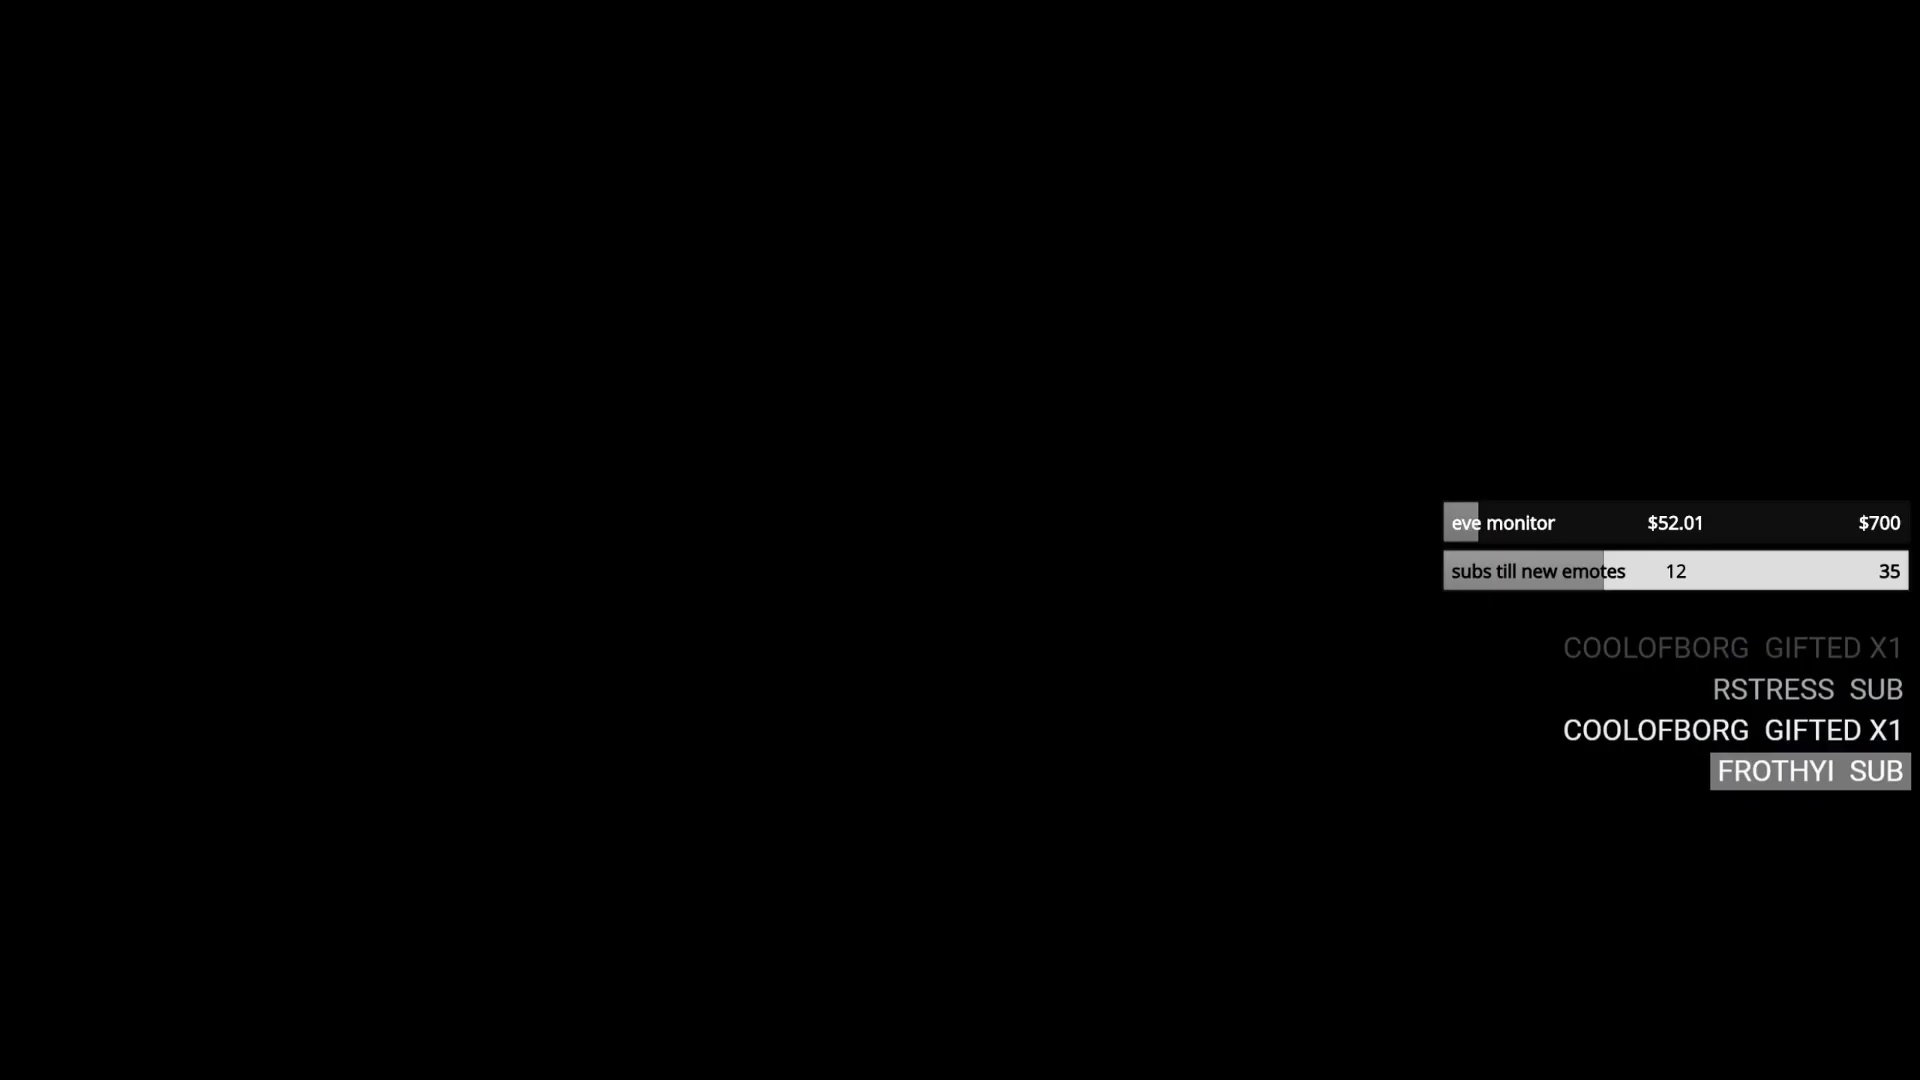 eve monitor $52.01 $700
subs till new emotes 12 35
COOLOFBORG GIFTED X1
RSTRESS SUB
COOLOFBORG GIFTED X1
FROTHYI SUB